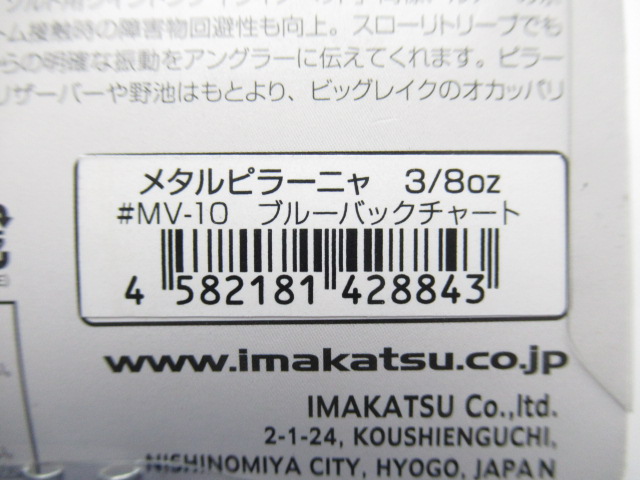 ーム接触時の障害物回避性も向上。スローリトリーブでも
らの明確な振動をアングラーに伝えてくれます。ピラー
リザーバーや野池はもとより、ビッグレイクのオカッパリ
メタルピラーニャ 3/8oz
#MV-10 ブルーバックチャート
4 582181 428843
www.imakatsu.co.jp
IMAKATSU Co.,ltd.
2-1-24, KOUSHIENGUCHI,
NISHINOMIYA CITY, HYOGO, JAPAN